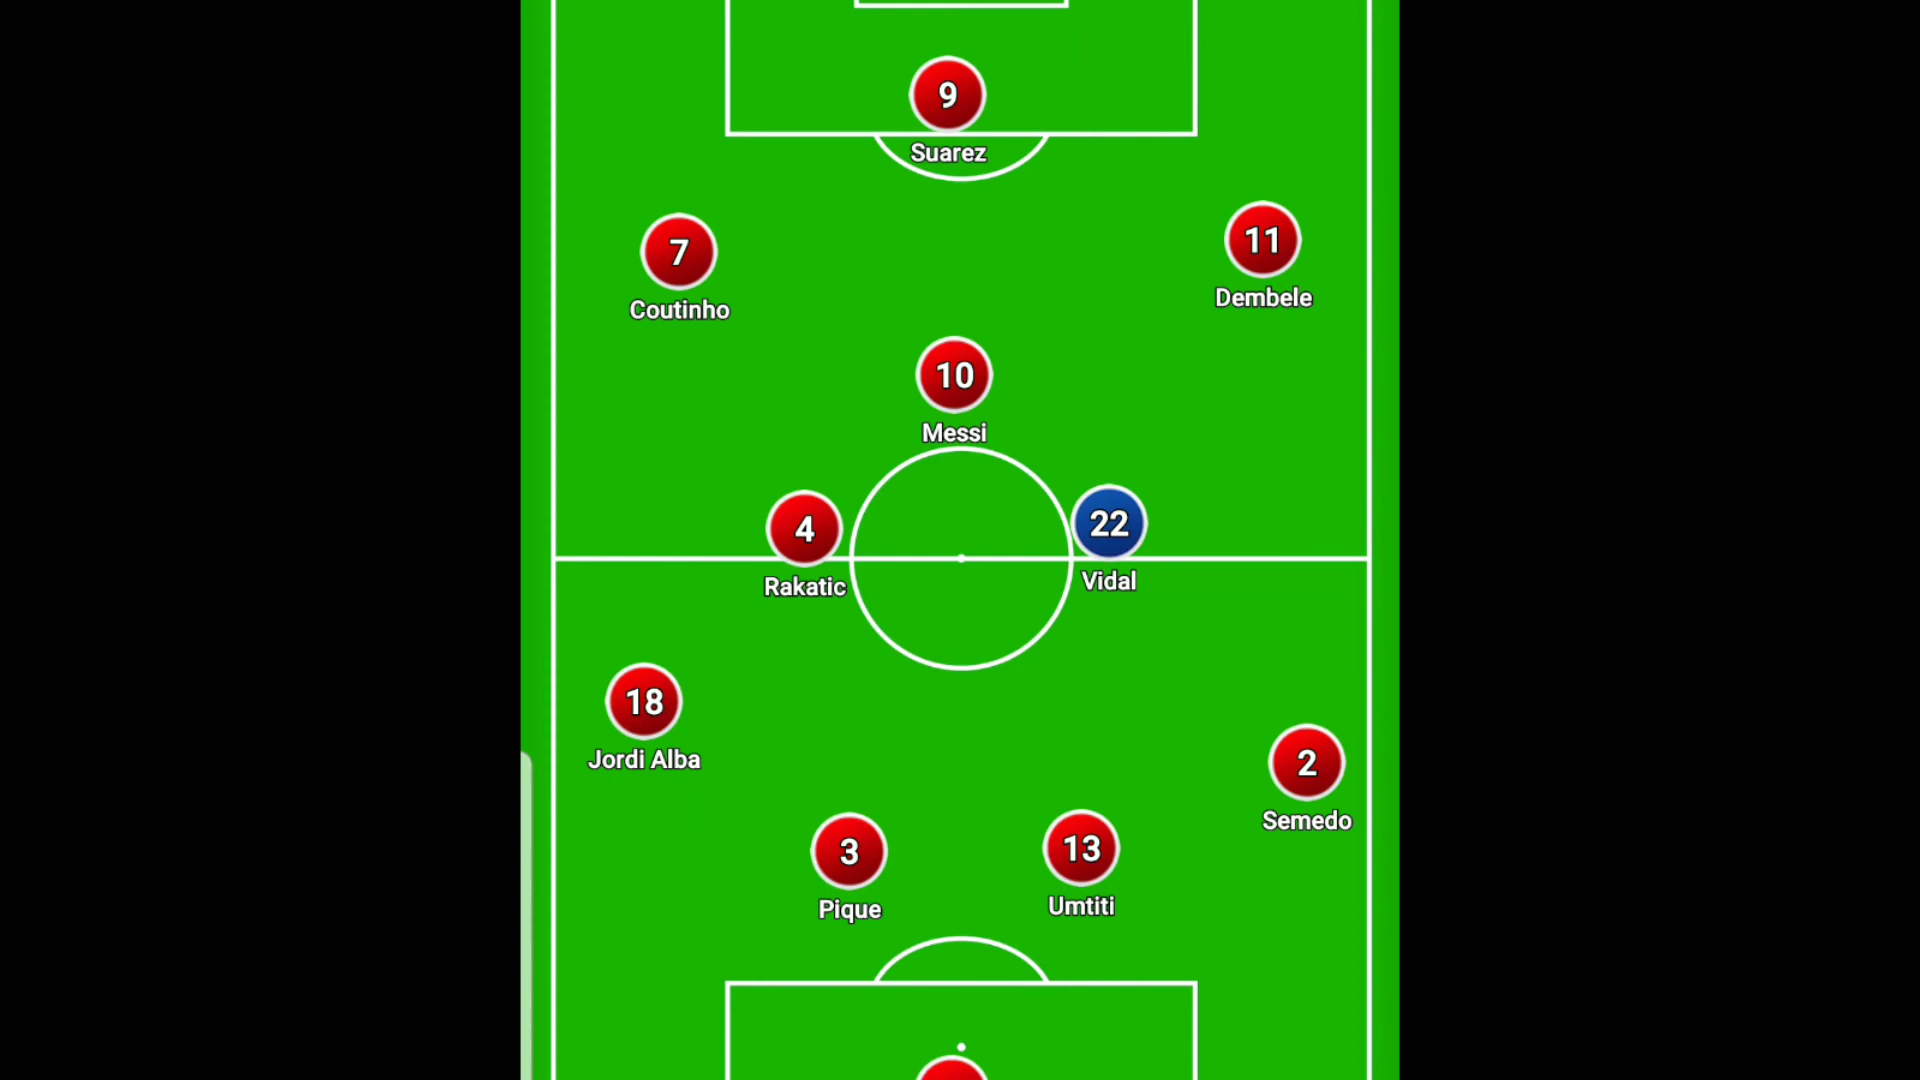 9
Suarez
7
Coutinho
11
Dembele
10
Messi
4
Rakatic
22
Vidal
18
Jordi Alba
2
Semedo
3
Pique
13
Umtiti